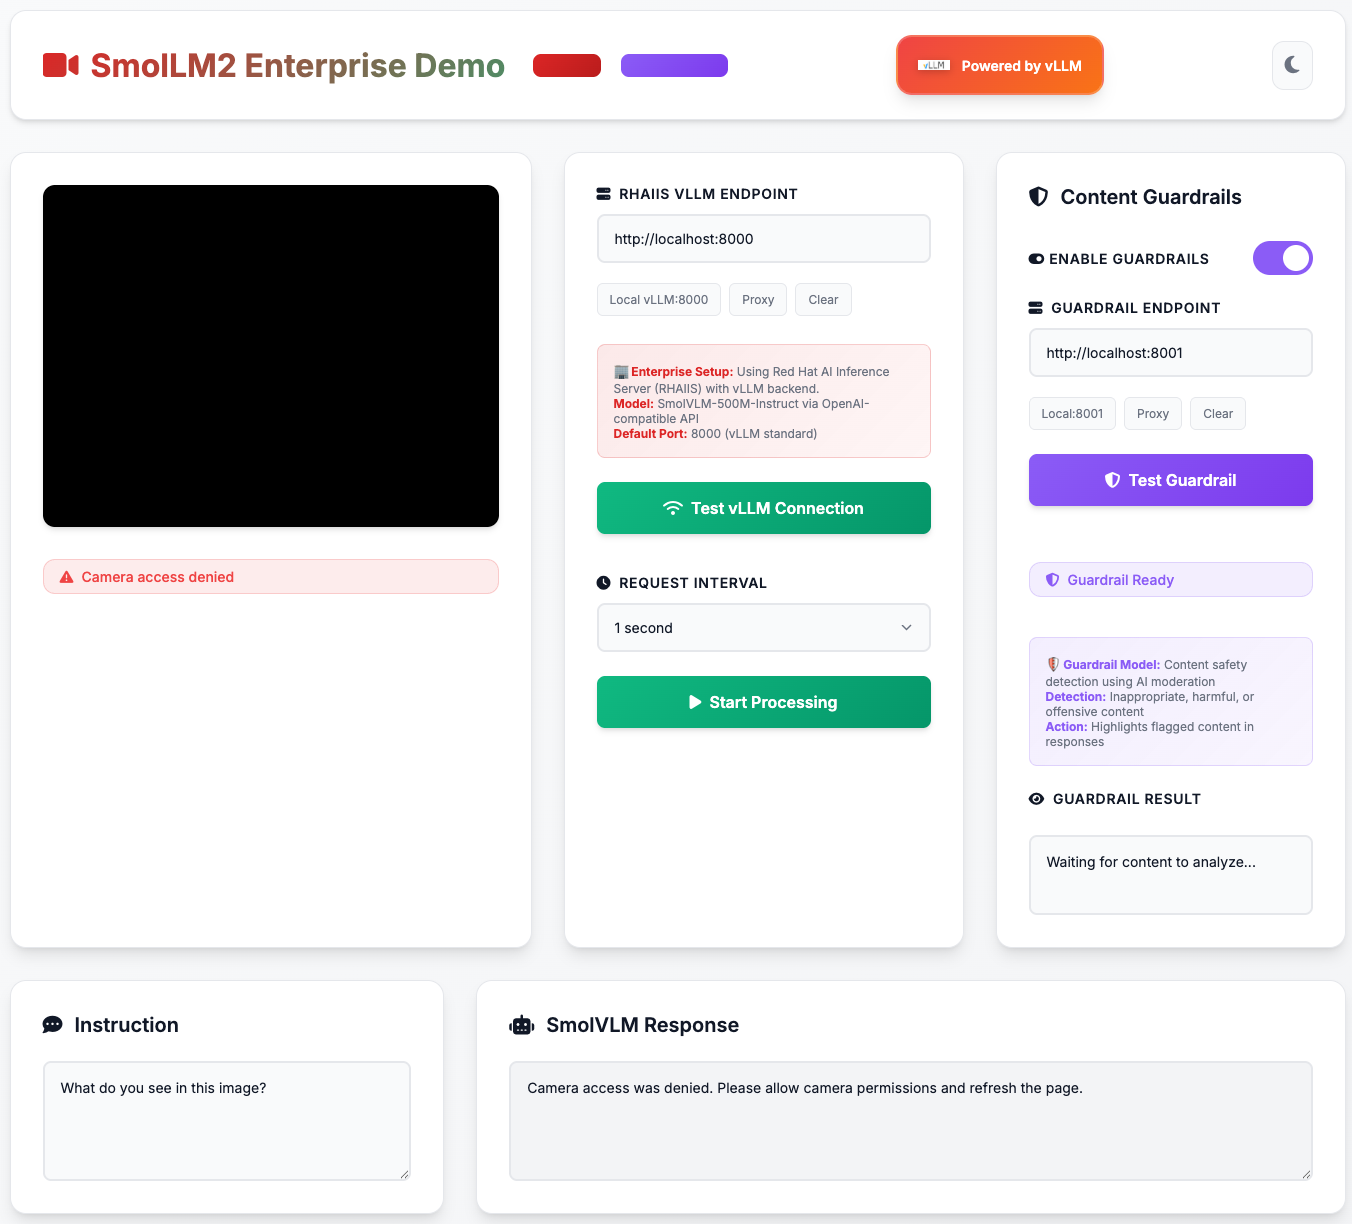 SmolLM2 Enterprise Demo
vLLM Powered by vLLM
RHAIIS VLLM ENDPOINT
http://localhost:8000
Local vLLM:8000
Proxy
Clear
Enterprise Setup: Using Red Hat AI Inference
Server (RHAIIS) with vLLM backend.
Model: SmolVLM-500M-Instruct via OpenAI-
compatible API
Default Port: 8000 (vLLM standard)
Test vLLM Connection
REQUEST INTERVAL
1 second
Start Processing
Camera access denied
Content Guardrails
ENABLE GUARDRAILS
GUARDRAIL ENDPOINT
http://localhost:8001
Local:8001
Proxy
Clear
Test Guardrail
Guardrail Ready
Guardrail Model: Content safety
detection using AI moderation
Detection: Inappropriate, harmful, or
offensive content
Action: Highlights flagged content in
responses
GUARDRAIL RESULT
Waiting for content to analyze...
Instruction
What do you see in this image?
SmolVLM Response
Camera access was denied. Please allow camera permissions and refresh the page.